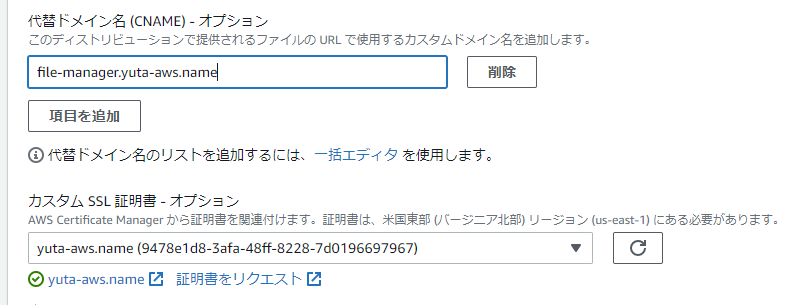 代替ドメイン名 (CNAME) - オプション
このディストリビューションで提供されるファイルの URL で使用するカスタムドメイン名を追加します。
file-manager.yuta-aws.name
削除
項目を追加
代替ドメイン名のリストを追加するには、一括エディタ を使用します。
カスタム SSL 証明書 - オプション
AWS Certificate Manager から証明書を関連付けます。証明書は、米国東部 (バージニア北部) リージョン (us-east-1) にある必要があります。
yuta-aws.name (9478e1d8-3afa-48ff-8228-7d0196697967)
yuta-aws.name 証明書をリクエスト